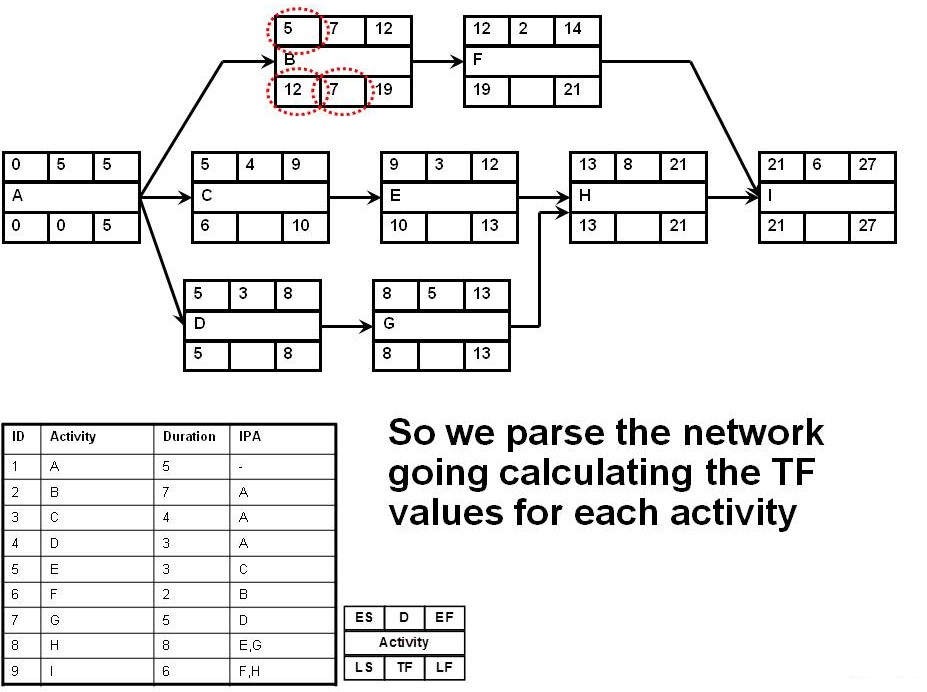 5 7 12
B
12 7 19
12 2 14
F
19 21
0 5 5
A
0 0 5
5 4 9
C
6 10
9 3 12
E
10 13
13 8 21
H
13 21
21 6 27
I
21 27
5 3 8
D
5 8
8 5 13
G
8 13
ID Activity Duration IPA
1 A 5 -
2 B 7 A
3 C 4 A
4 D 3 A
5 E 3 C
6 F 2 B
7 G 5 D
8 H 8 E,G
9 I 6 F,H
So we parse the network
going calculating the TF
values for each activity
ES D EF
Activity
LS TF LF